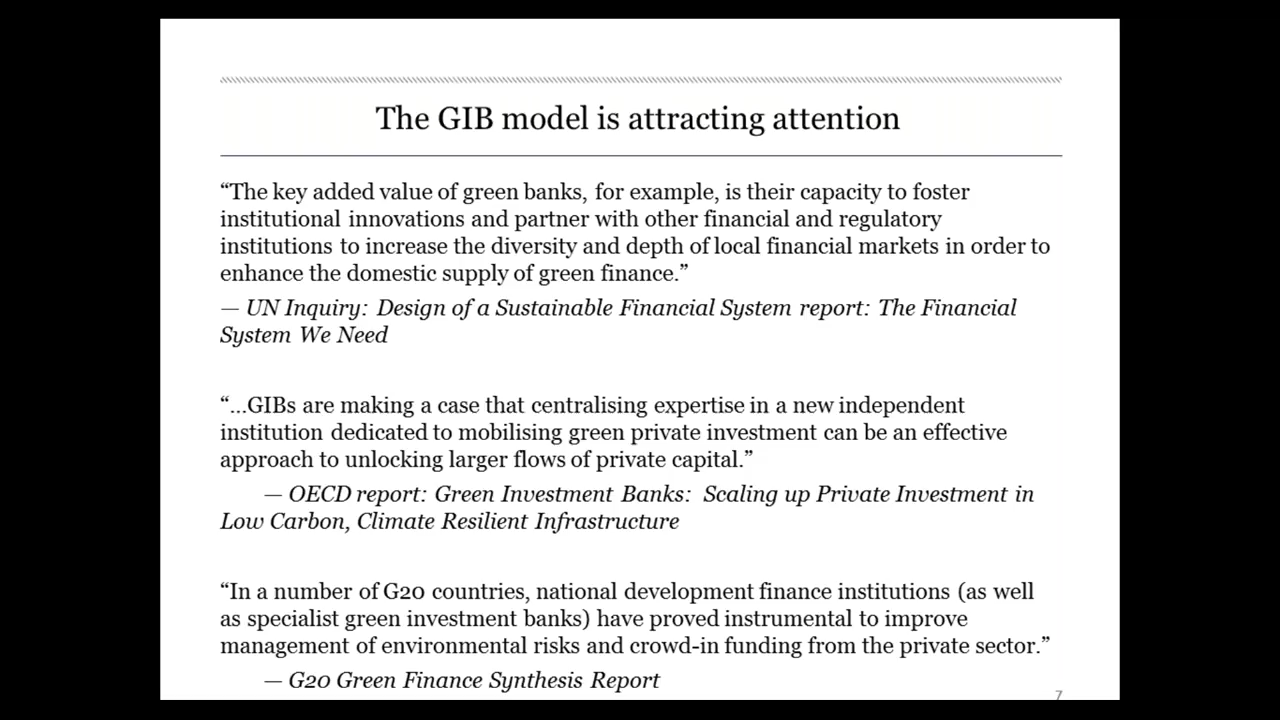 The GIB model is attracting attention
“The key added value of green banks, for example, is their capacity to foster
institutional innovations and partner with other financial and regulatory
institutions to increase the diversity and depth of local financial markets in order to
enhance the domestic supply of green finance.”
— UN Inquiry: Design of a Sustainable Financial System report: The Financial
System We Need
“…GIBs are making a case that centralising expertise in a new independent
institution dedicated to mobilising green private investment can be an effective
approach to unlocking larger flows of private capital.”
— OECD report: Green Investment Banks: Scaling up Private Investment in
Low Carbon, Climate Resilient Infrastructure
“In a number of G20 countries, national development finance institutions (as well
as specialist green investment banks) have proved instrumental to improve
management of environmental risks and crowd-in funding from the private sector.”
— G20 Green Finance Synthesis Report
7